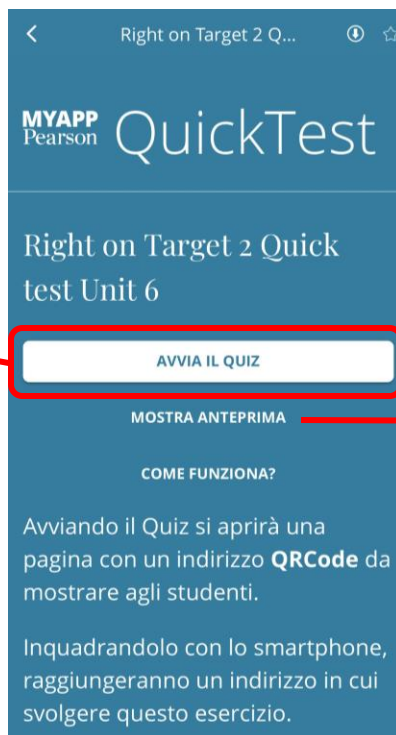 Right on Target 2 Q...
MYAPP
Pearson QuickTest
Right on Target 2 Quick
test Unit 6
AVVIA IL QUIZ
MOSTRA ANTEPRIMA
COME FUNZIONA?
Avviando il Quiz si aprirà una
pagina con un indirizzo QRCode da
mostrare agli studenti.
Inquadrandolo con lo smartphone,
raggiungeranno un indirizzo in cui
svolgere questo esercizio.